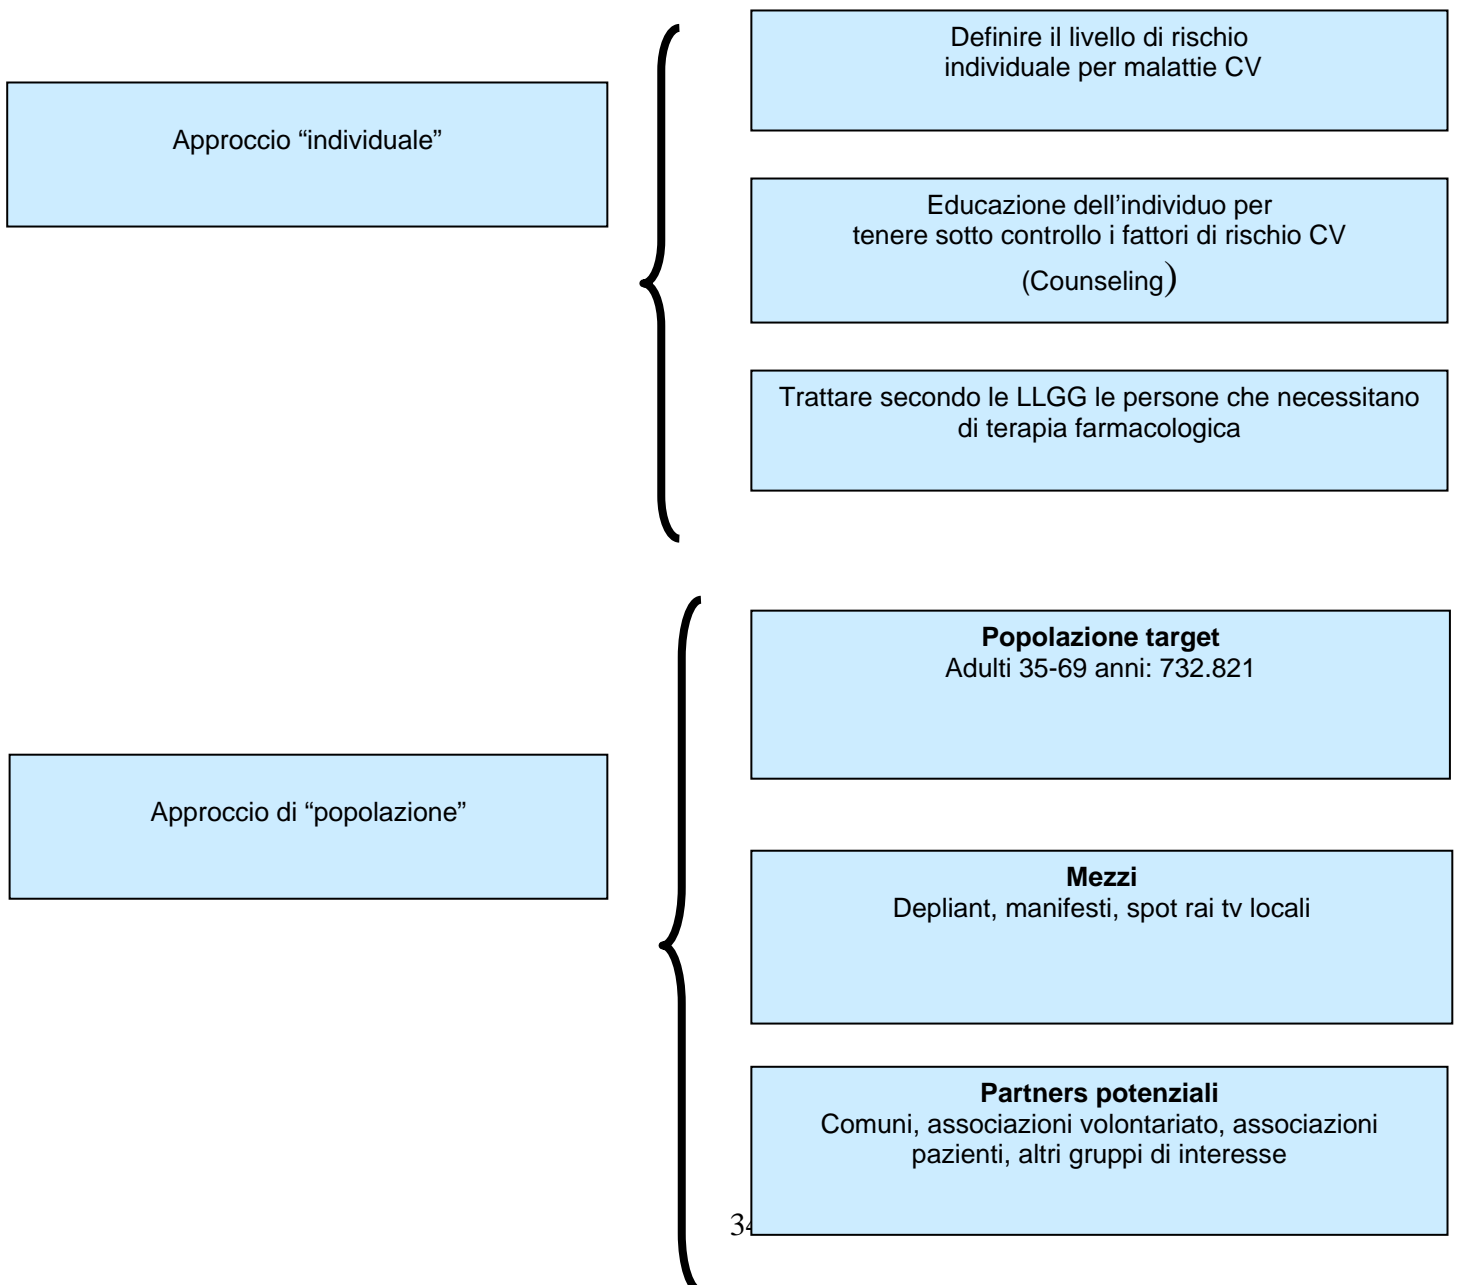 Approccio “individuale”
Definire il livello di rischio
individuale per malattie CV
Educazione dell’individuo per
tenere sotto controllo i fattori di rischio CV
(Counseling)
Trattare secondo le LLGG le persone che necessitano
di terapia farmacologica
Approccio di “popolazione”
Popolazione target
Adulti 35-69 anni: 732.821
Mezzi
Depliant, manifesti, spot rai tv locali
Partners potenziali
Comuni, associazioni volontariato, associazioni
pazienti, altri gruppi di interesse